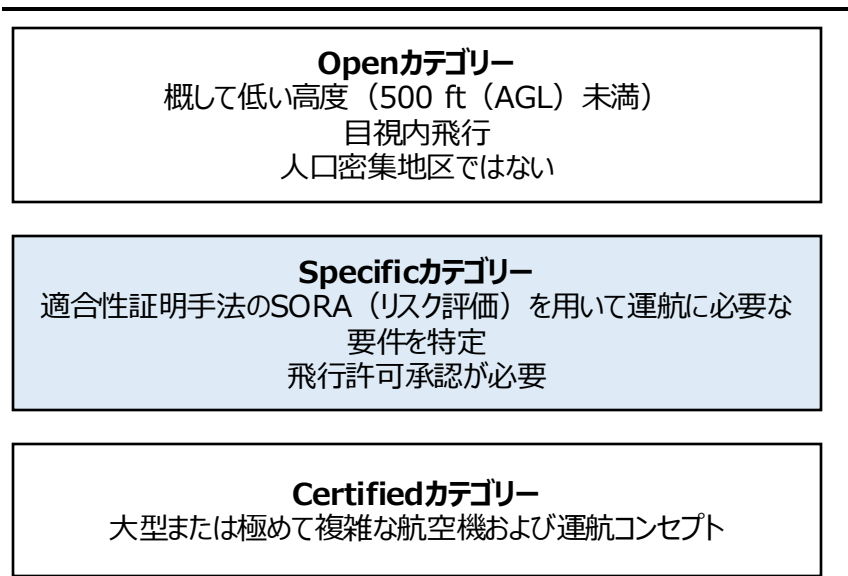 Openカテゴリー
概して低い高度（500 ft（AGL）未満）
目視内飛行
人口密集地区ではない
Specificカテゴリー
適合性証明手法のSORA（リスク評価）を用いて運航に必要な
要件を特定
飛行許可承認が必要
Certifiedカテゴリー
大型または極めて複雑な航空機および運航コンセプト